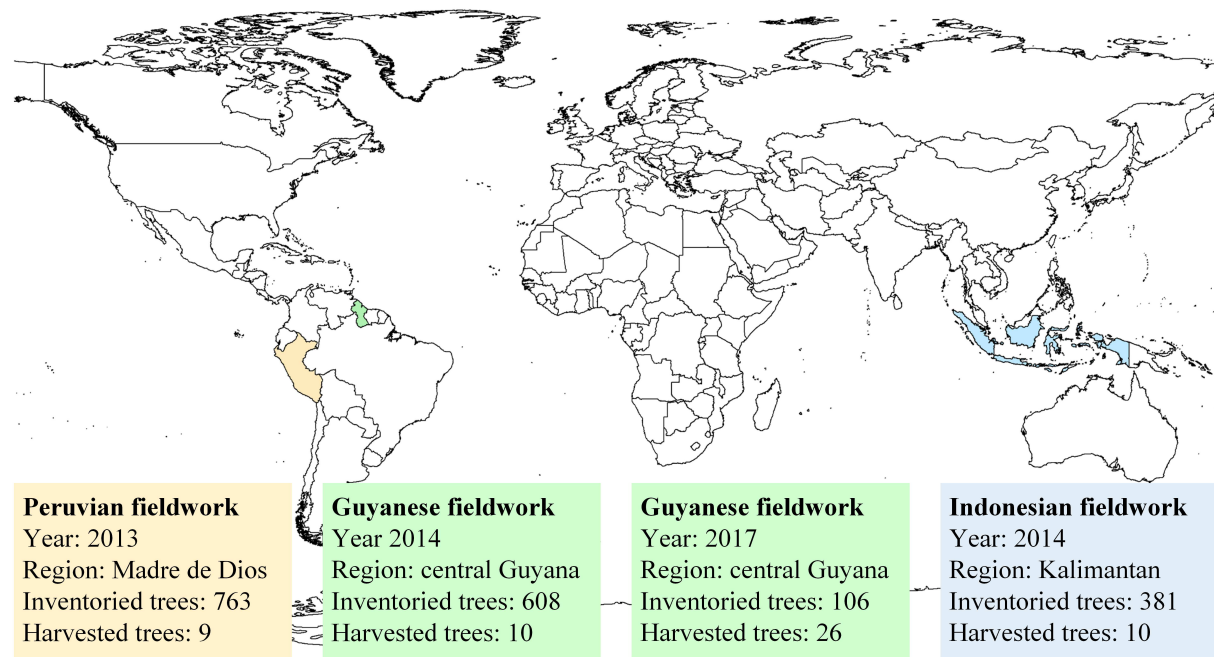 Peruvian fieldwork
Year: 2013
Region: Madre de Dios
Inventoried trees: 763
Harvested trees: 9
Guyanese fieldwork
Year 2014
Region: central Guyana
Inventoried trees: 608
Harvested trees: 10
Guyanese fieldwork
Year: 2017
Region: central Guyana
Inventoried trees: 106
Harvested trees: 26
Indonesian fieldwork
Year: 2014
Region: Kalimantan
Inventoried trees: 381
Harvested trees: 10